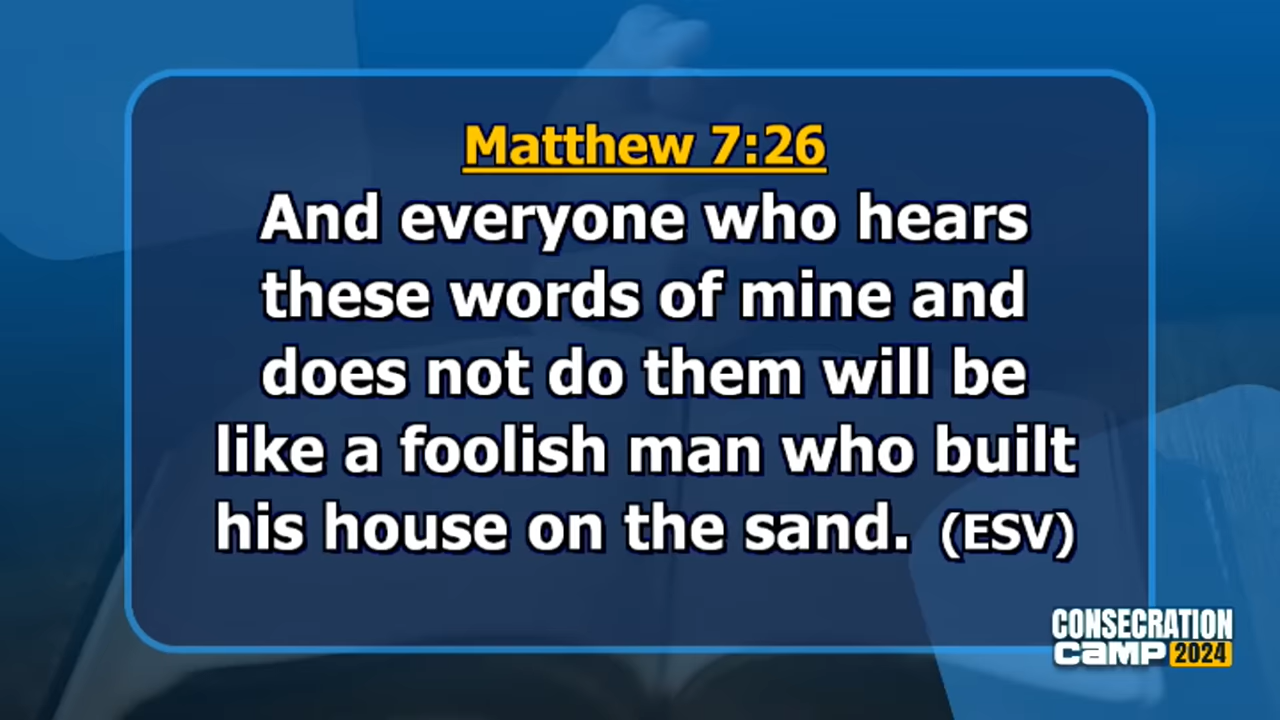 Matthew 7:26
And everyone who hears
these words of mine and
does not do them will be
like a foolish man who built
his house on the sand. (ESV)
CONSECRATION
CAMP 2024